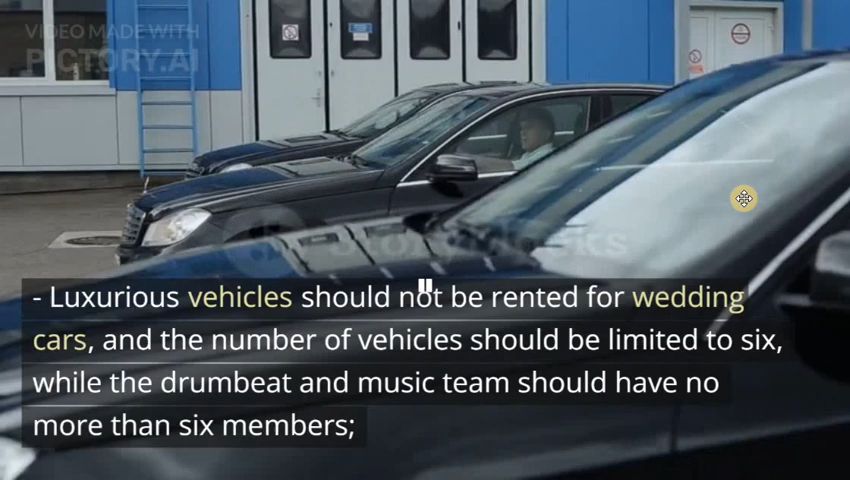 VIDEO MADE WITH
PICTORY.AI
Storyblocks
- Luxurious vehicles should not be rented for wedding
cars, and the number of vehicles should be limited to six,
while the drumbeat and music team should have no
more than six members;